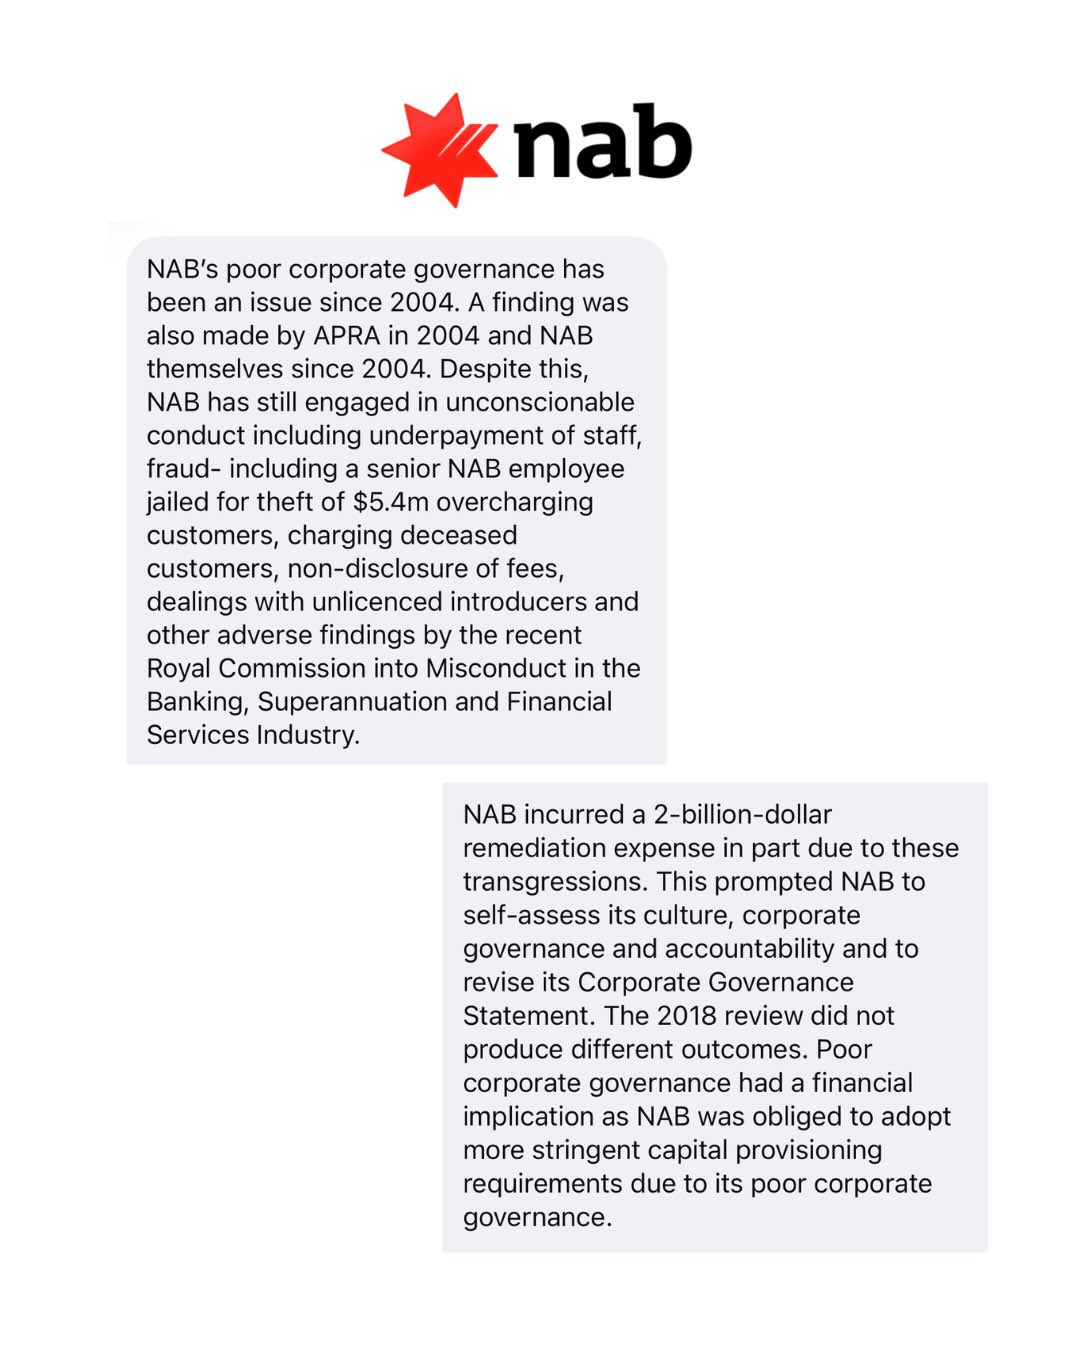 nab
NAB’s poor corporate governance has
been an issue since 2004. A finding was
also made by APRA in 2004 and NAB
themselves since 2004. Despite this,
NAB has still engaged in unconscionable
conduct including underpayment of staff,
fraud- including a senior NAB employee
jailed for theft of $5.4m overcharging
customers, charging deceased
customers, non-disclosure of fees,
dealings with unlicenced introducers and
other adverse findings by the recent
Royal Commission into Misconduct in the
Banking, Superannuation and Financial
Services Industry.
NAB incurred a 2-billion-dollar
remediation expense in part due to these
transgressions. This prompted NAB to
self-assess its culture, corporate
governance and accountability and to
revise its Corporate Governance
Statement. The 2018 review did not
produce different outcomes. Poor
corporate governance had a financial
implication as NAB was obliged to adopt
more stringent capital provisioning
requirements due to its poor corporate
governance.